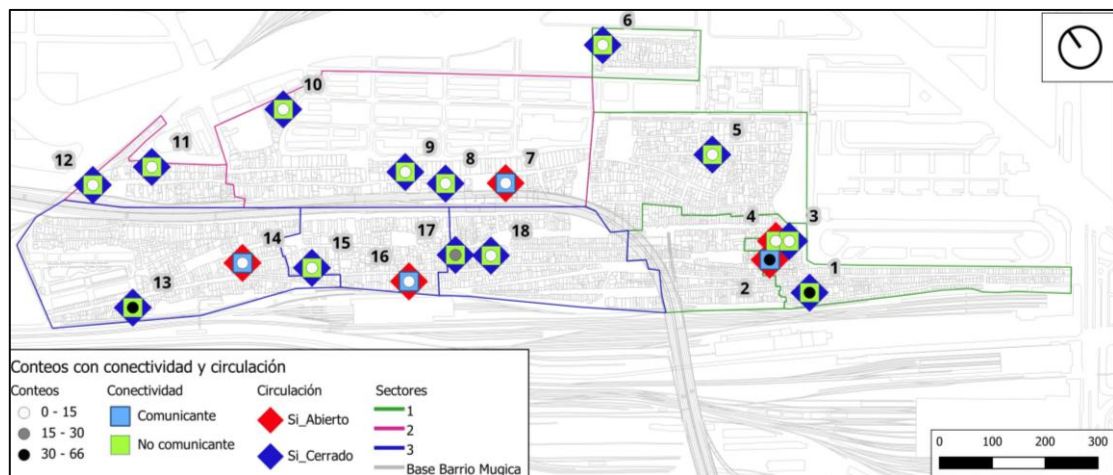 6
10
5
11
9
8
7
12
4
3
17
18
14
15
16
1
2
13
Conteos con conectividad y circulación
Conteos
Conectividad
Circulación
Sectores
0 - 15
Comunicante
Si_Abierto
1
15 - 30
2
30 - 66
No comunicante
Si_Cerrado
3
Base Barrio Mugica
0 100 200 300